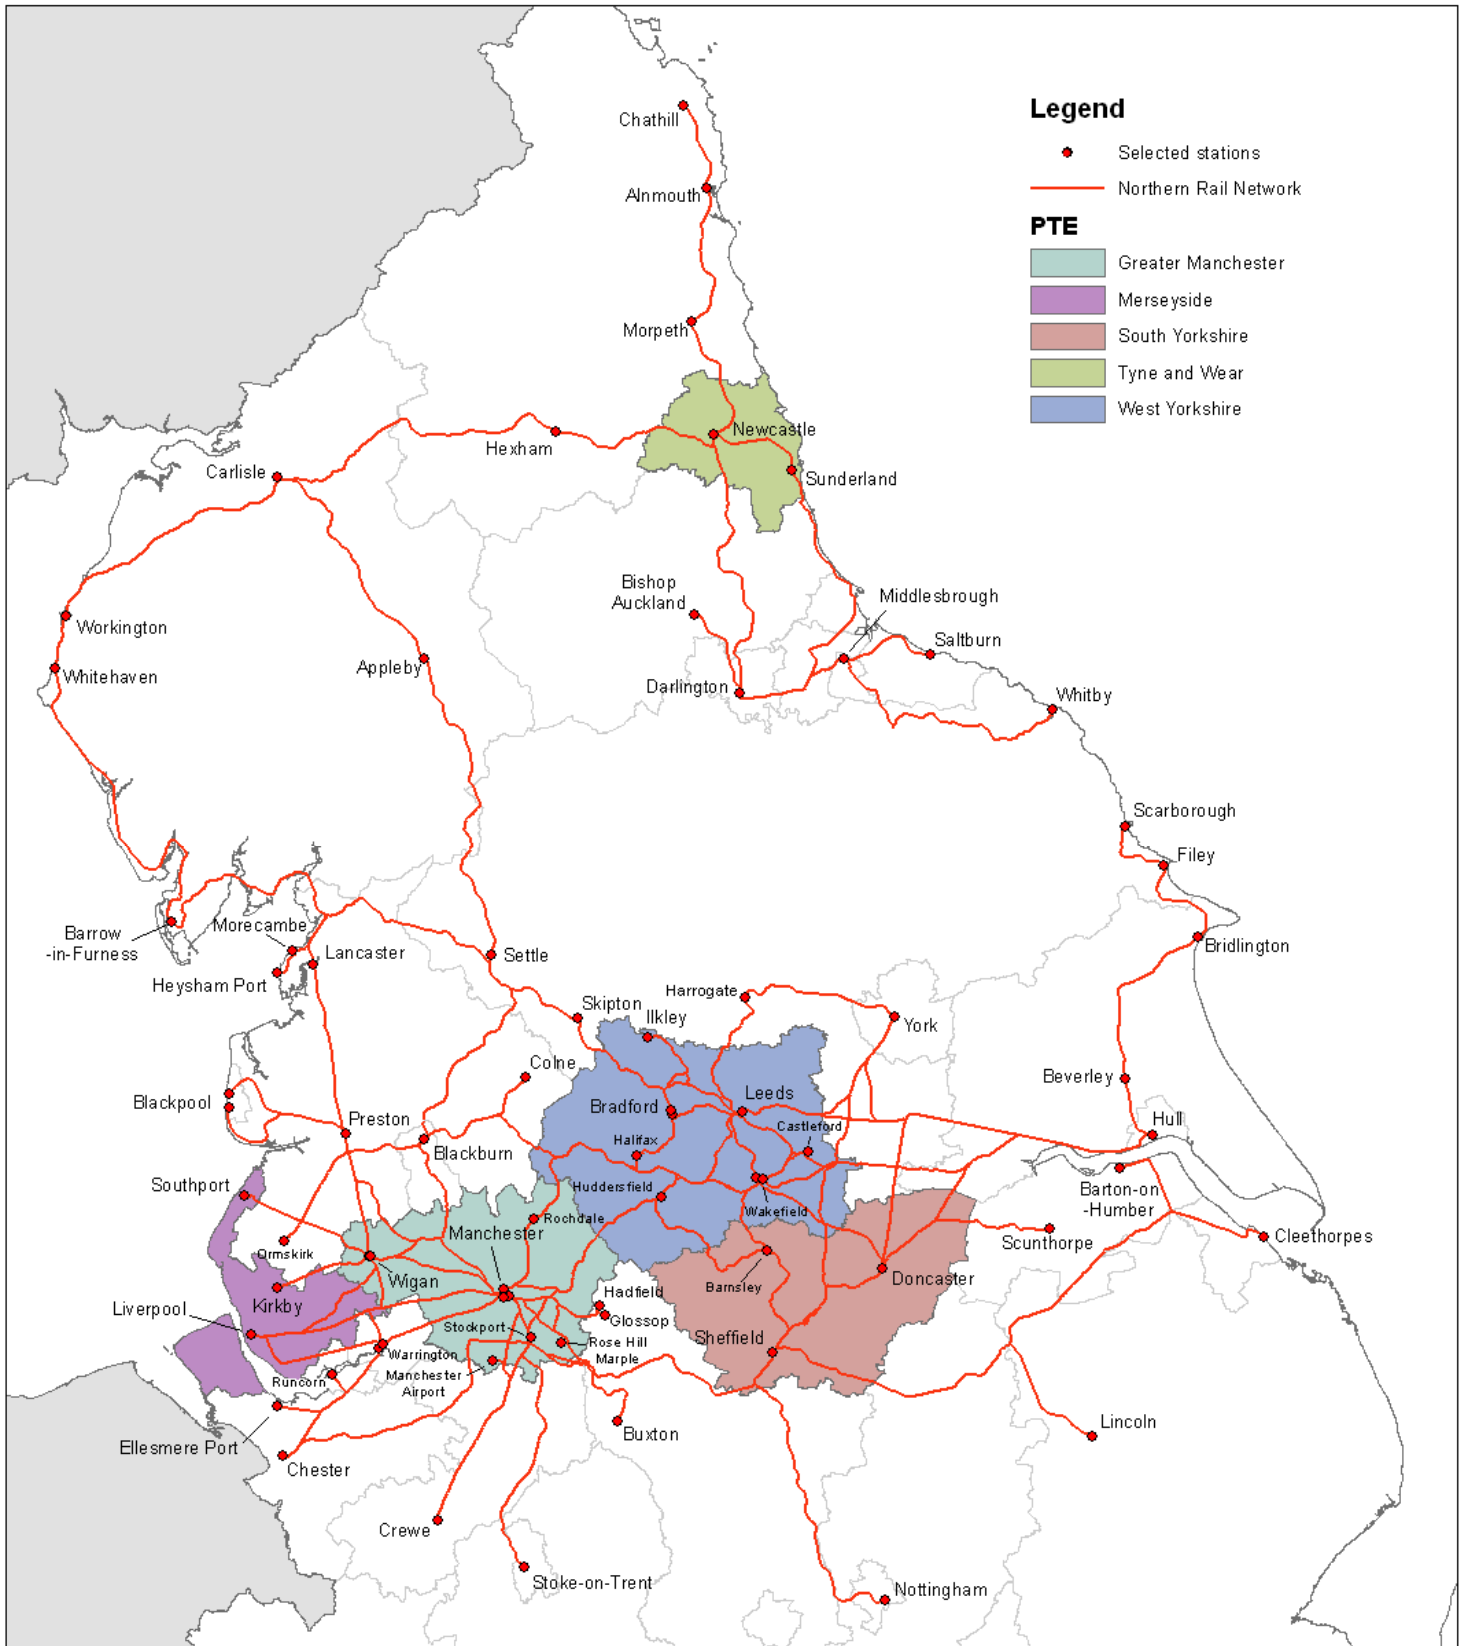 Legend
Selected stations
Northern Rail Network
PTE
Greater Manchester
Merseyside
South Yorkshire
Tyne and Wear
West Yorkshire
Chathill
Alnmouth
Morpeth
Newcastle
Hexham
Carlisle
Sunderland
Bishop
Auckland
Middlesbrough
Workington
Saltburn
Appleby
Whitehaven
Darlington
Whitby
Scarborough
Filey
Morecambe
Barrow
-in-Furness
Lancaster
Bridlington
Settle
Heysham Port
Harrogate
Skipton
Ilkley
York
Colne
Beverley
Leeds
Blackpool
Bradford
Preston
Castleford
Hull
Halifax
Blackburn
Southport
Huddersfield
Barton-on
-Humber
Wakefield
Rochdale
Manchester
Cleethorpes
Scunthorpe
Ormskirk
Wigan
Doncaster
Barnsley
Hadfield
Kirkby
Liverpool
Glossop
Stockport
Sheffield
Rose Hill
Marple
Warrington
Manchester
Airport
Runcorn
Lincoln
Buxton
Ellesmere Port
Chester
Crewe
Stoke-on-Trent
Nottingham